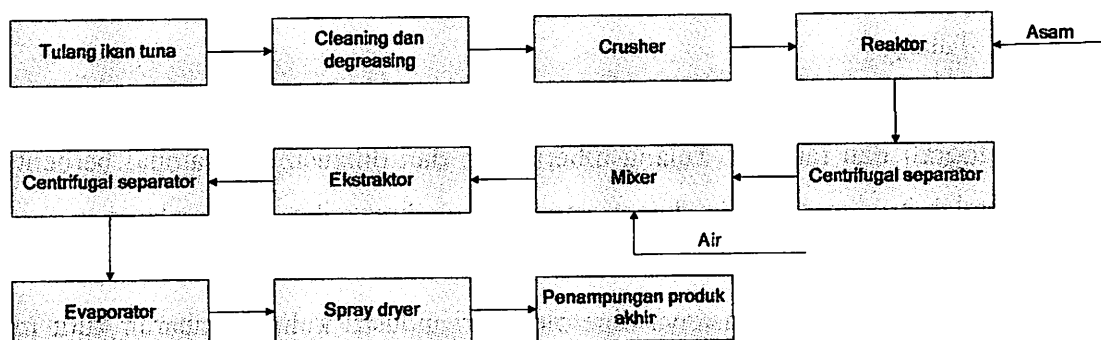 Tulang ikan tuna
Cleaning dan
degreasing
Crusher
Reaktor
Asam
Centrifugal separator
Ekstraktor
Mixer
Centrifugal separator
Air
Evaporator
Spray dryer
Penampungan produk
akhir